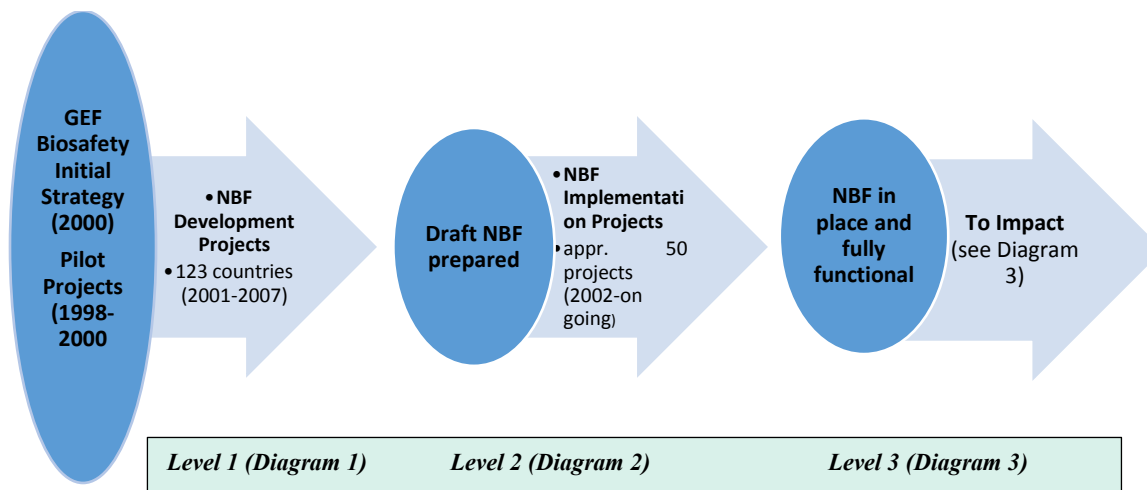 GEF
Biosafety
Initial
Strategy
(2000)
Pilot
Projects
(1998-
2000
•NBF
Development
Projects
•123 countries
(2001-2007)
Draft NBF
prepared
•NBF
Implementati
on Projects
•appr. 50
projects
(2002-on
going)
NBF in
place and
fully
functional
To Impact
(see Diagram
3)
Level 1 (Diagram 1) Level 2 (Diagram 2) Level 3 (Diagram 3)